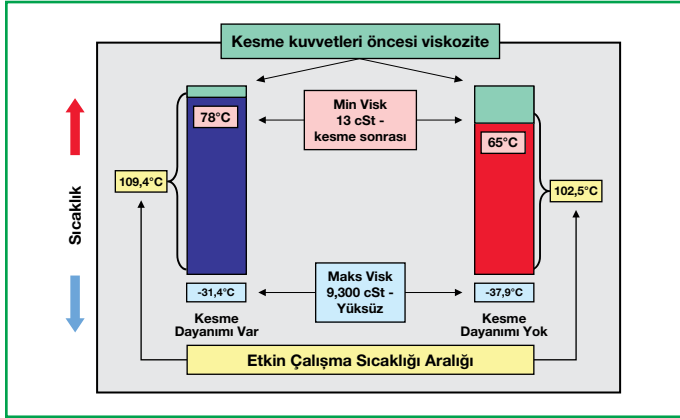 Kesme kuvvetleri öncesi viskozite
78°C
Min Visk
13 cSt -
kesme sonrası
65°C
109,4°C
102,5°C
Sıcaklık
-31,4°C
Maks Visk
9,300 cSt -
Yüksüz
-37,9°C
Kesme
Dayanımı Var
Kesme
Dayanımı Yok
Etkin Çalışma Sıcaklığı Aralığı